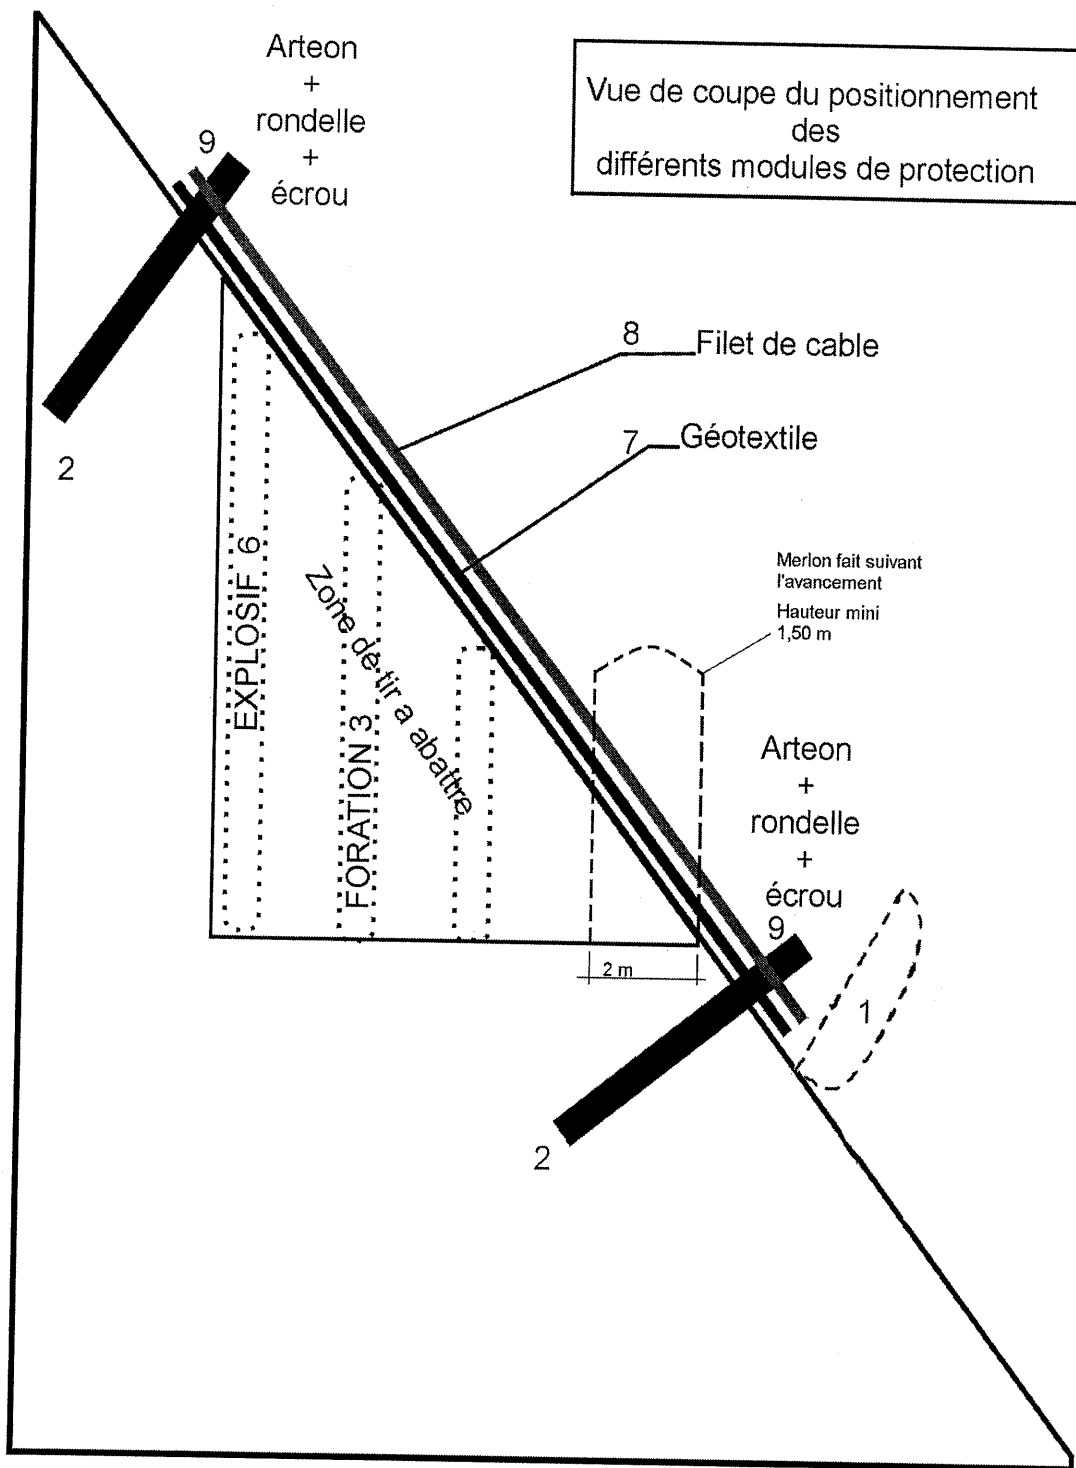 Arteon
+
rondelle
+
écrou
9
Vue de coupe du positionnement
des
différents modules de protection
8 Filet de cable
7 Géotextile
2
EXPLOSIF 6
FORATION 3
Zone de tir a abattre
Merlon fait suivant
l'avancement
Hauteur mini
1,50 m
Arteon
+
rondelle
+
écrou
9
2 m
1
2